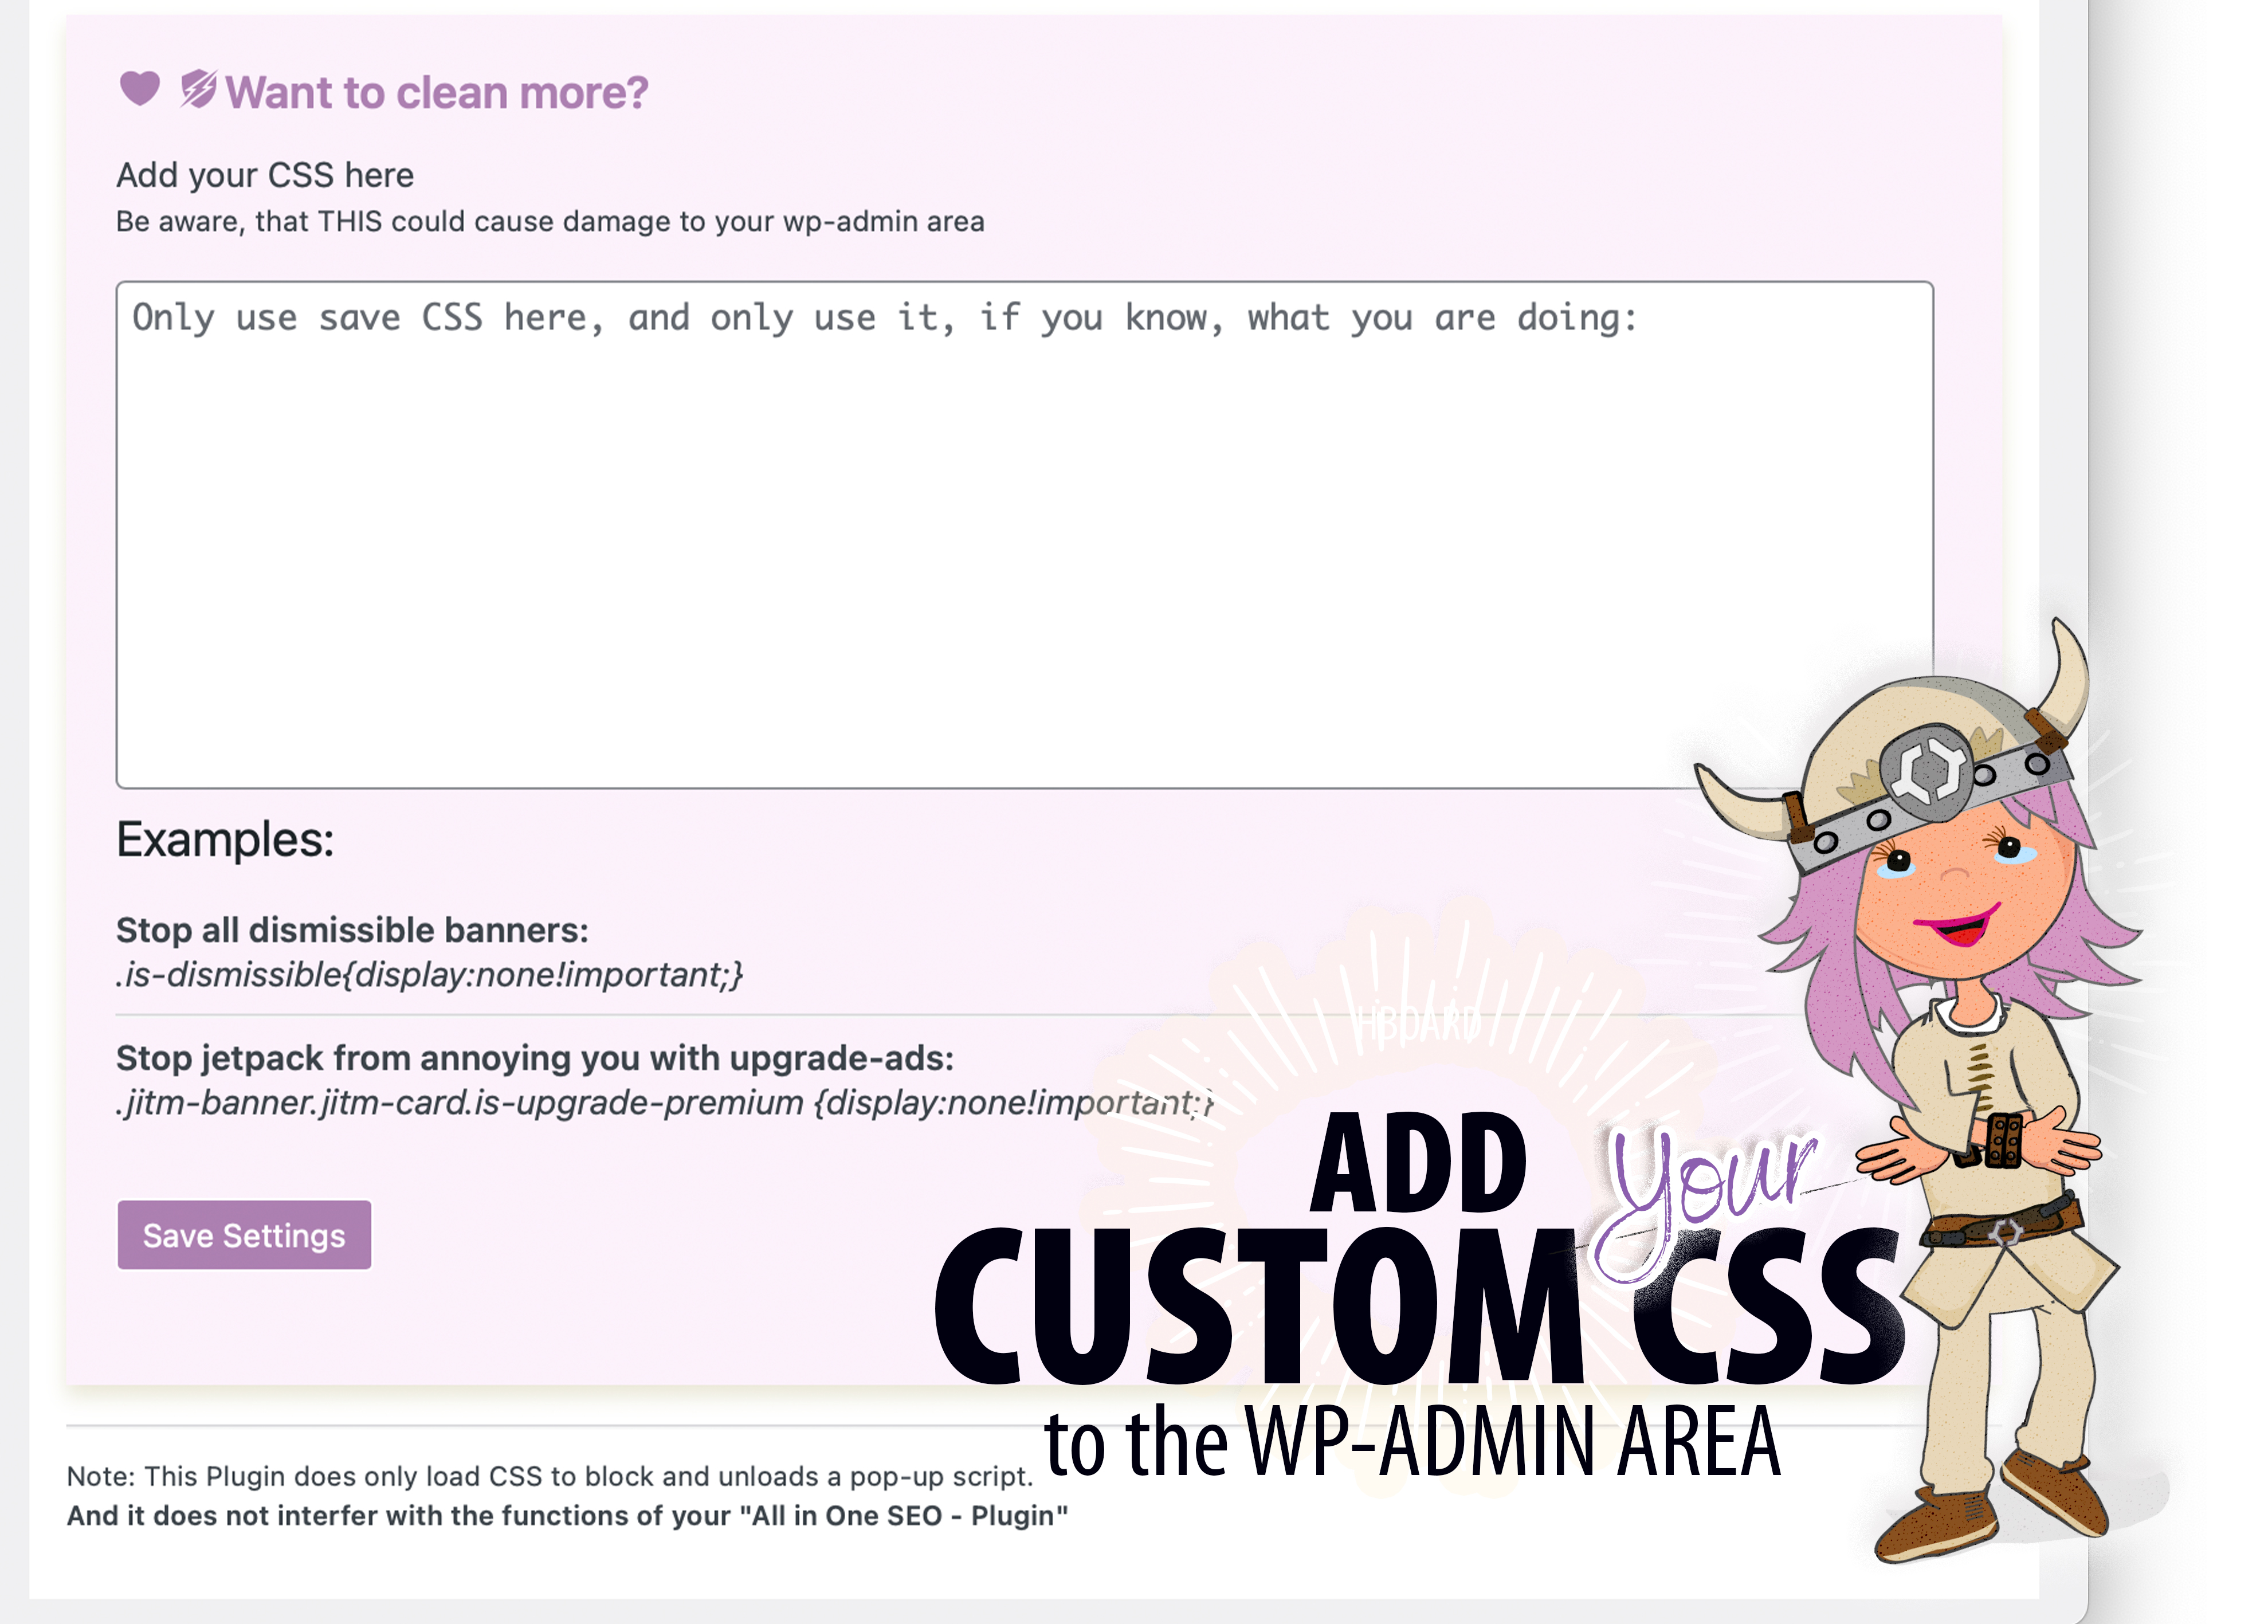 Want to clean more?
Add your CSS here
Be aware, that THIS could cause damage to your wp-admin area
Only use save CSS here, and only use it, if you know, what you are doing:
Examples:
Stop all dismissible banners:
.is-dismissible{display:none!important;}
HBOARD
Stop jetpack from annoying you with upgrade-ads:
.jitm-banner.jitm-card.is-upgrade-premium {display:none!important;}
ADD your
CUSTOM CSS
to the WP-ADMIN AREA
Save Settings
Note: This Plugin does only load CSS to block and unloads a pop-up script.
And it does not interfer with the functions of your "All in One SEO - Plugin"